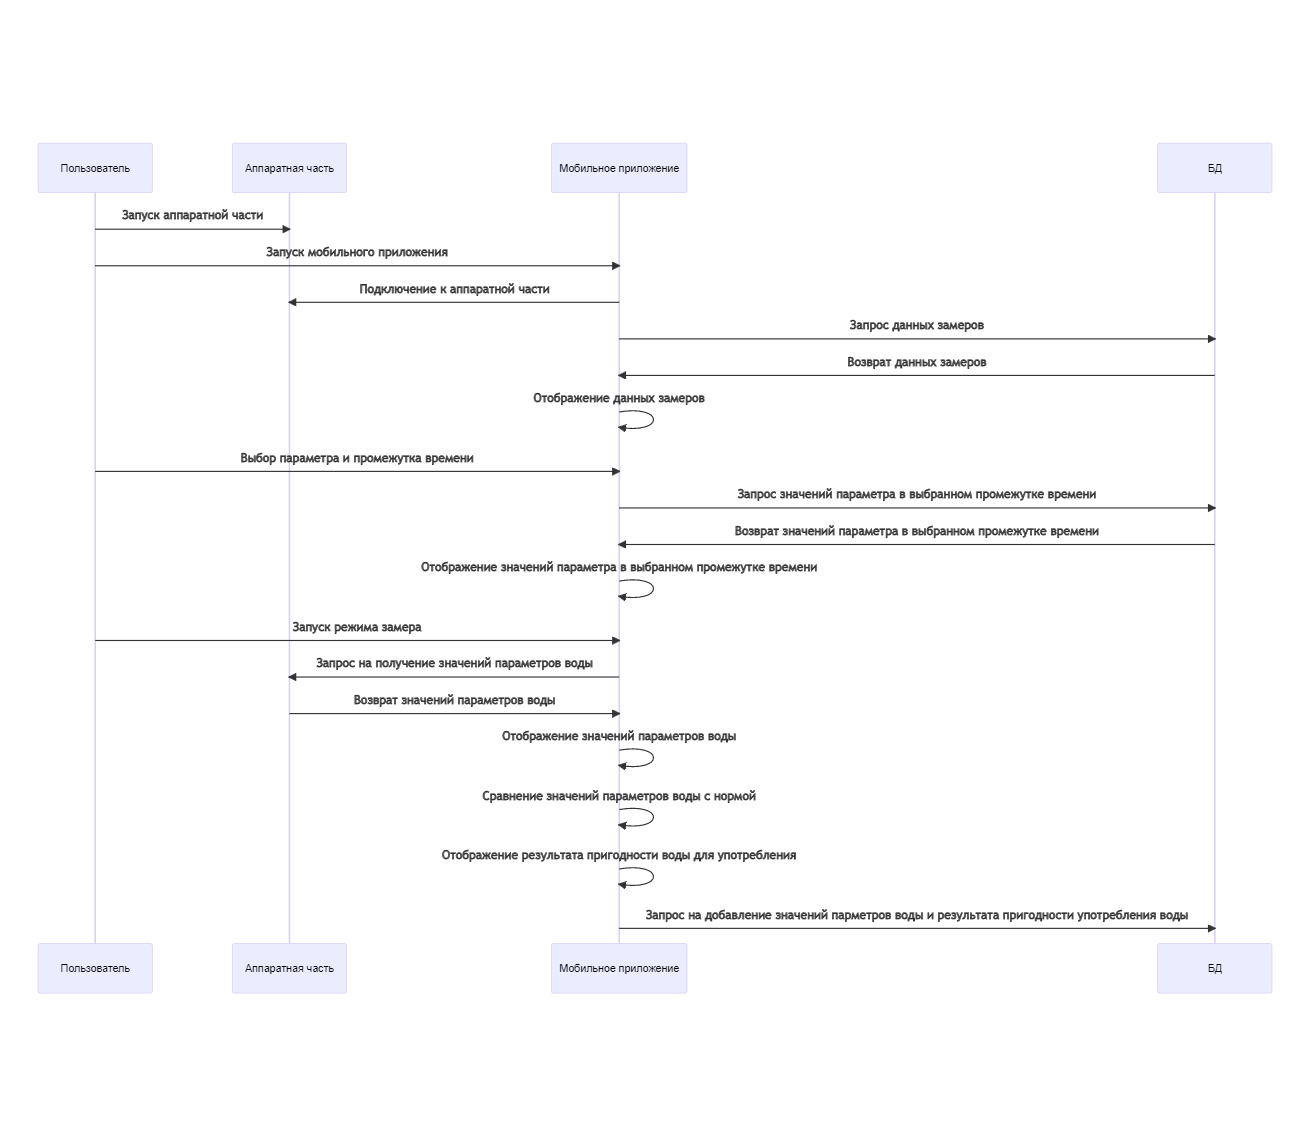 Пользователь
Аппаратная часть
Мобильное приложение
БД
Запуск аппаратной части
Запуск мобильного приложения
Подключение к аппаратной части
Запрос данных замеров
Возврат данных замеров
Отображение данных замеров
Выбор параметра и промежутка времени
Запрос значений параметра в выбранном промежутке времени
Возврат значений параметра в выбранном промежутке времени
Отображение значений параметра в выбранном промежутке времени
Запуск режима замера
Запрос на получение значений параметров воды
Возврат значений параметров воды
Отображение значений параметров воды
Сравнение значений параметров воды с нормой
Отображение результата пригодности воды для употребления
Запрос на добавление значений парметров воды и результата пригодности употребления воды
Пользователь
Аппаратная часть
Мобильное приложение
БД